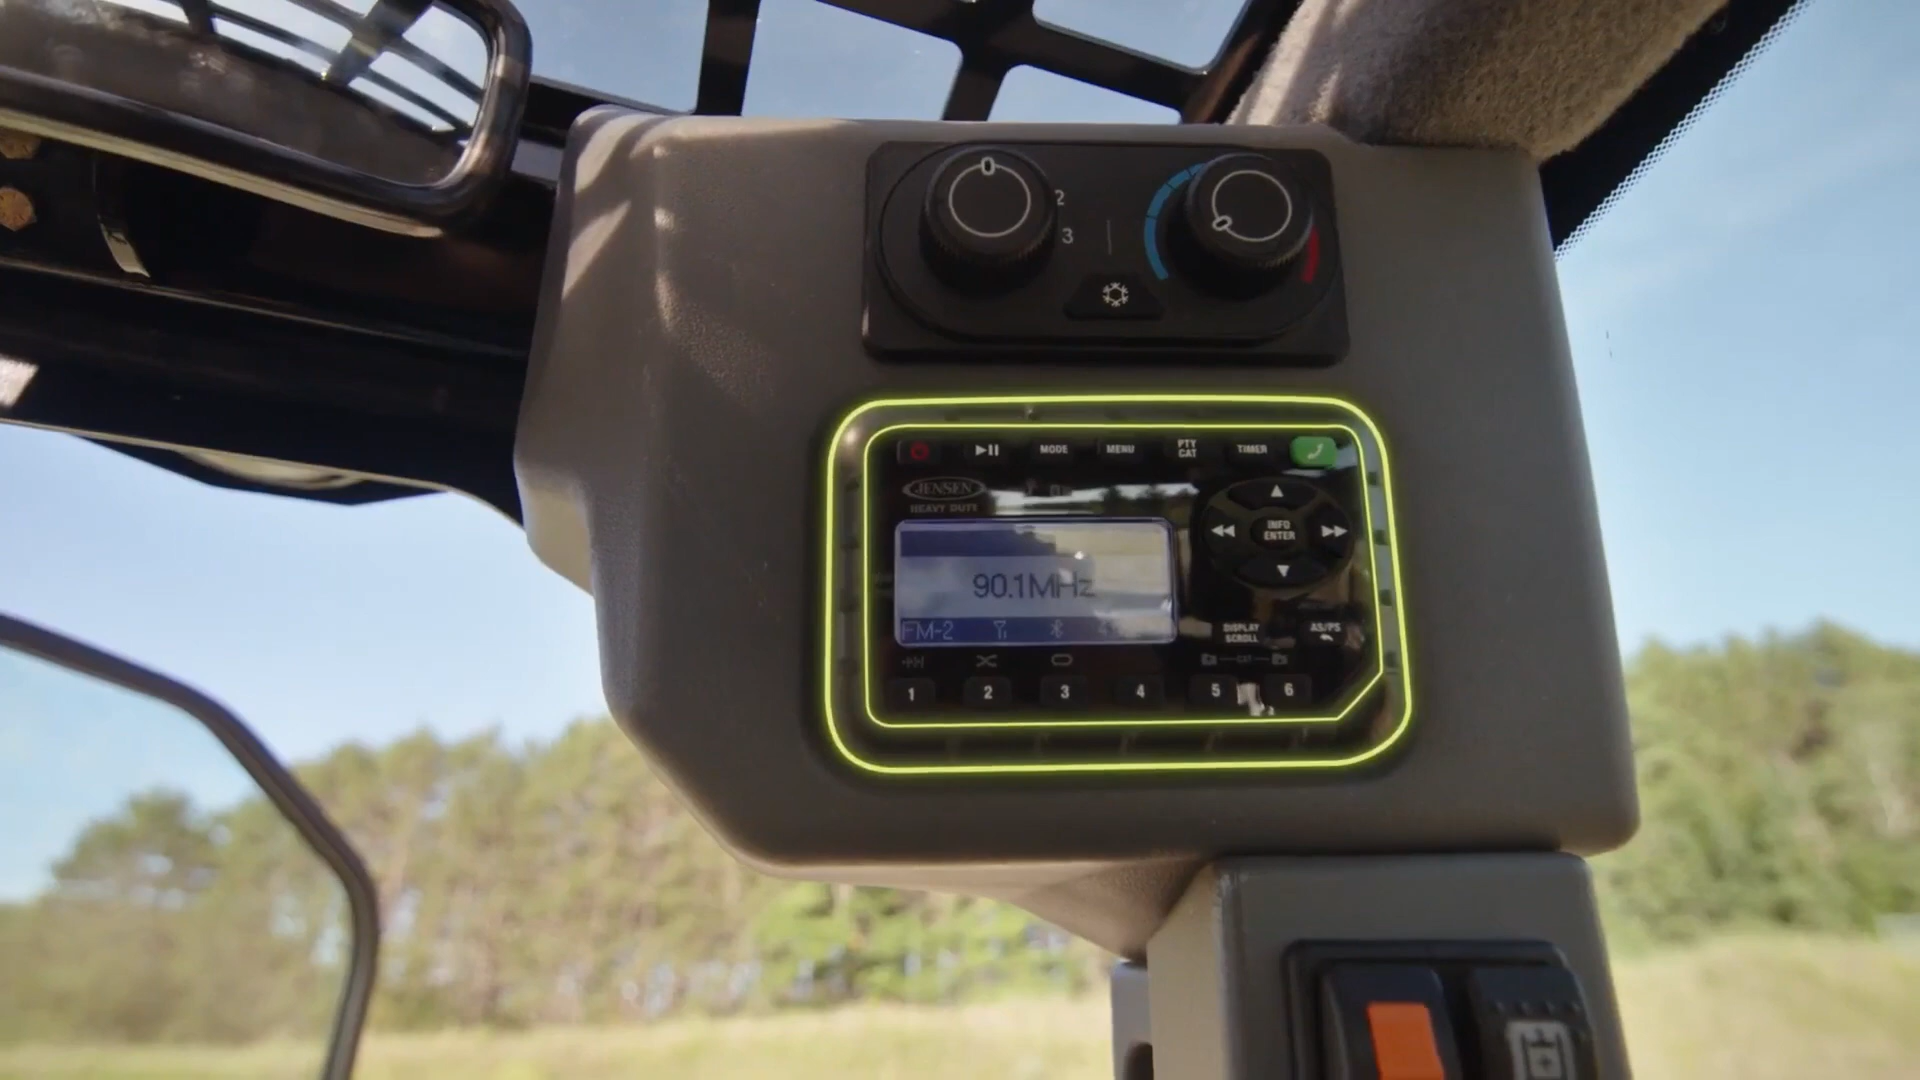 2
3
MODE MENU PTY CAT TIMER
JENSEN
HEAVY DUTY
INFO
ENTER
90.1MHz
FM-2
DISPLAY
SCROLL
AS/PS
CAT
1 2 3 4 5 6